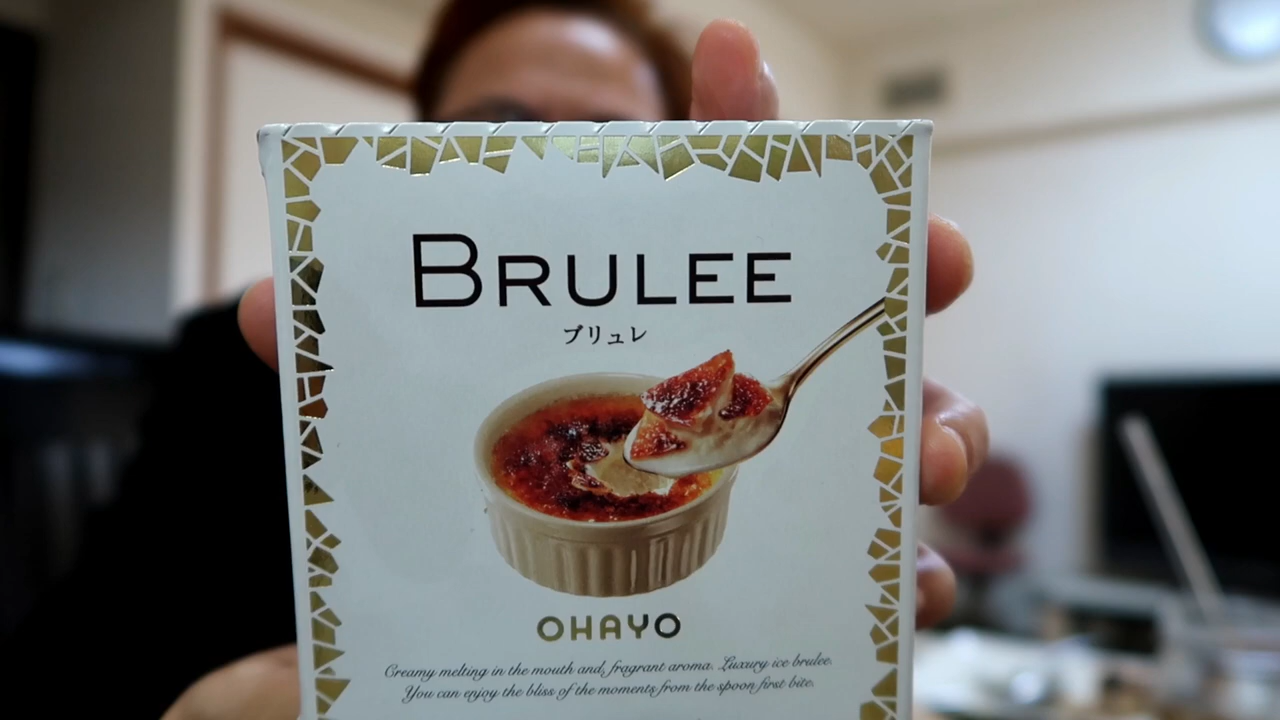 BRULEE
ブリュレ
OHAYO
Creamy melting in the mouth and, fragrant aroma. Luxury ice brulee.
You can enjoy the bliss of the moments from the spoon first bite.